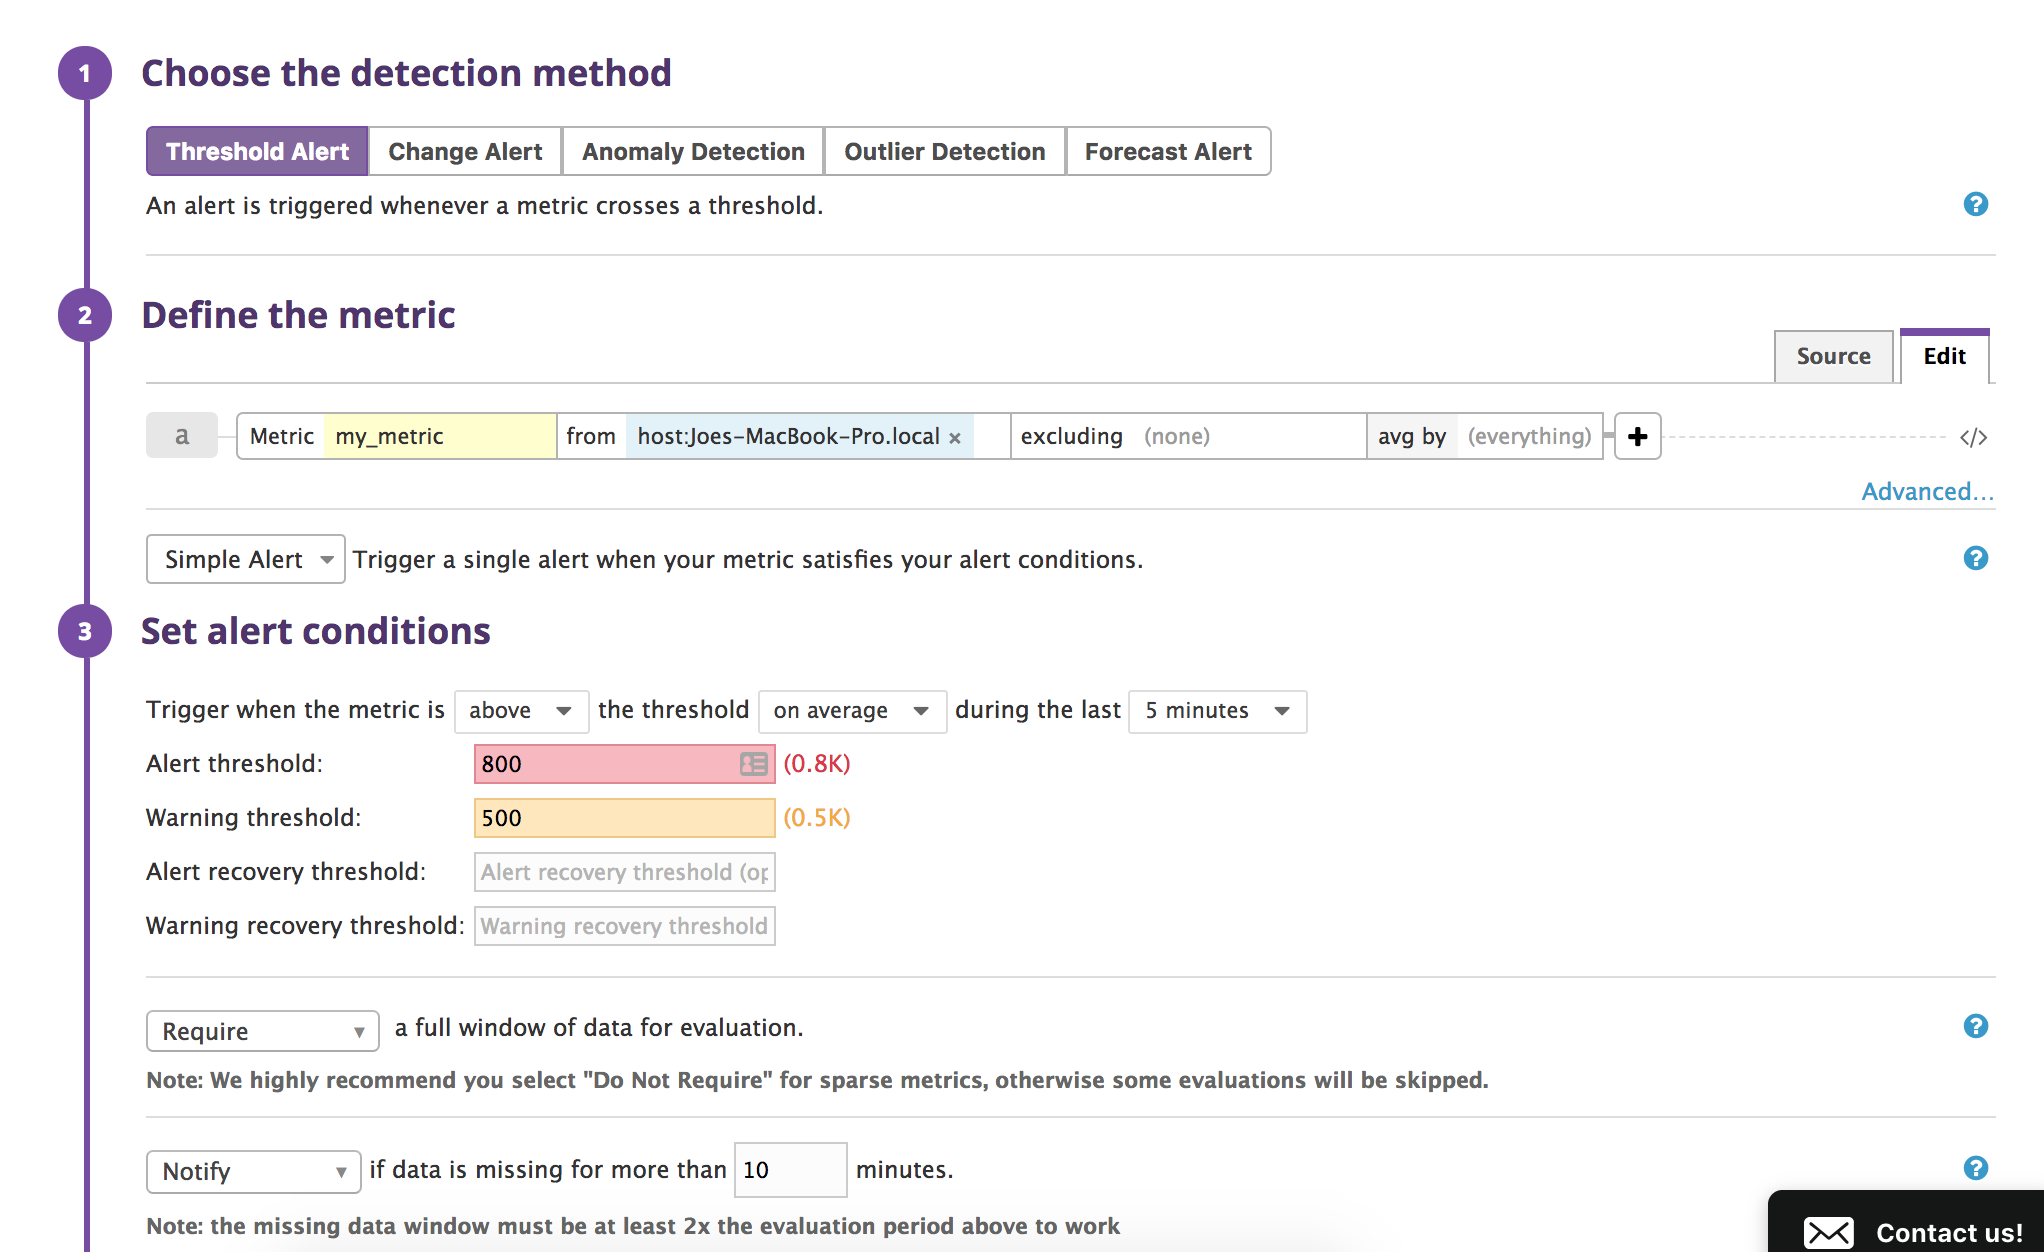 1 Choose the detection method
Threshold Alert Change Alert Anomaly Detection Outlier Detection Forecast Alert
An alert is triggered whenever a metric crosses a threshold. ?
2 Define the metric
Source Edit
a Metric my_metric from host:Joes-MacBook-Pro.local × excluding (none) avg by (everything) + </>
Advanced...
Simple Alert Trigger a single alert when your metric satisfies your alert conditions. ?
3 Set alert conditions
Trigger when the metric is above the threshold on average during the last 5 minutes
Alert threshold: 800 (0.8K)
Warning threshold: 500 (0.5K)
Alert recovery threshold: Alert recovery threshold (op
Warning recovery threshold: Warning recovery threshold
Require a full window of data for evaluation. ?
Note: We highly recommend you select "Do Not Require" for sparse metrics, otherwise some evaluations will be skipped.
Notify if data is missing for more than 10 minutes. ?
Note: the missing data window must be at least 2x the evaluation period above to work
Contact us!